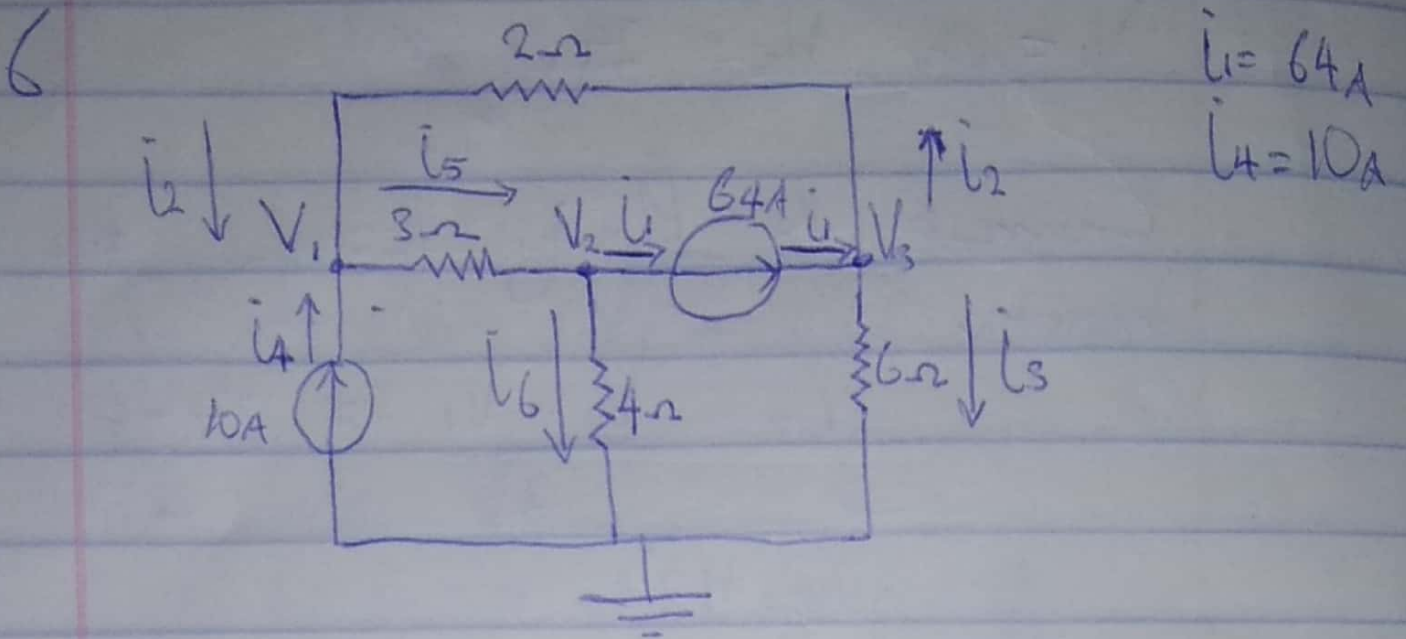 6
2Ω
i₁ = 64A
i₄ = 10A
i₂
i₅
i₂
V₁
3Ω
V₂
i₁
64A
i₁
V₃
i₄
10A
i₆
4Ω
6Ω
i₃